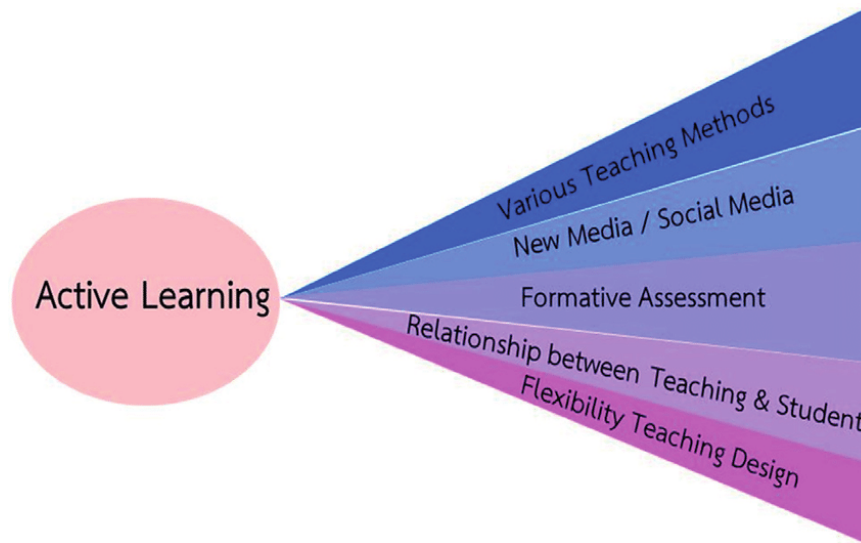 Active Learning
Various Teaching Methods
New Media / Social Media
Formative Assessment
Relationship between Teaching & Student
Flexibility Teaching Design